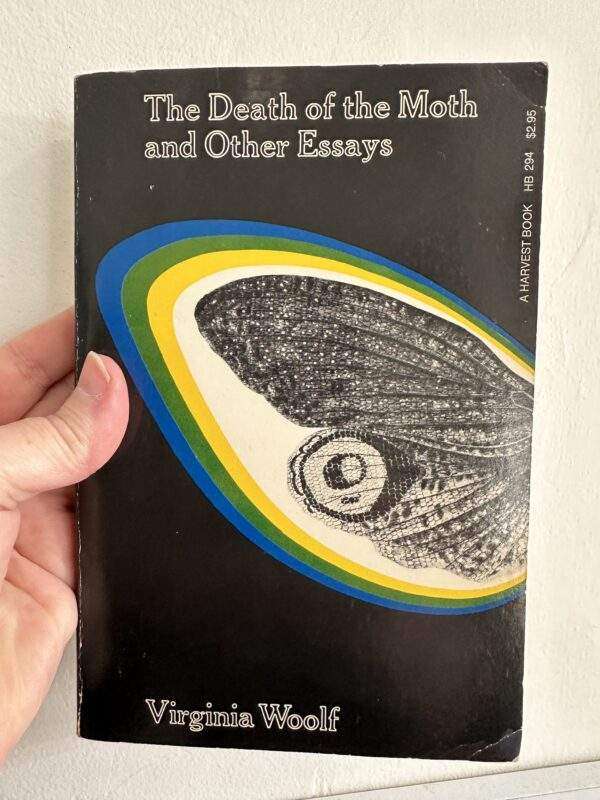 The Death of the Moth
and Other Essays
A HARVEST BOOK HB 294 $2.95
Virginia Woolf